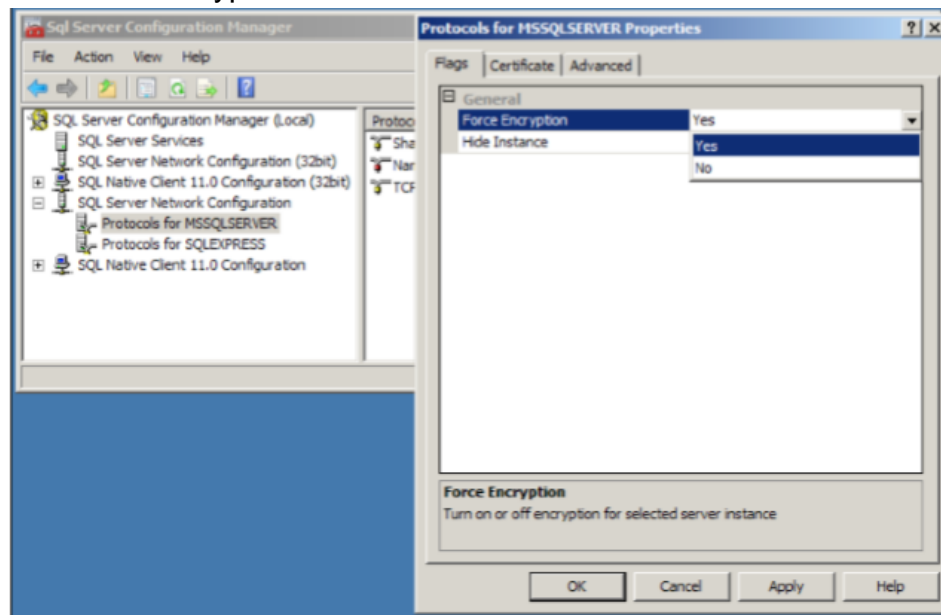 Sql Server Configuration Manager
File Action View Help
SQL Server Configuration Manager (Local)
SQL Server Services
SQL Server Network Configuration (32bit)
SQL Native Client 11.0 Configuration (32bit)
SQL Server Network Configuration
Protocols for MSSQLSERVER
Protocols for SQLEXPRESS
SQL Native Client 11.0 Configuration
Protoco
Sha
Nar
TCP
Protocols for MSSQLSERVER Properties
Flags Certificate Advanced
General
Force Encryption Yes
Hide Instance
Yes
No
Force Encryption
Turn on or off encryption for selected server instance
OK Cancel Apply Help